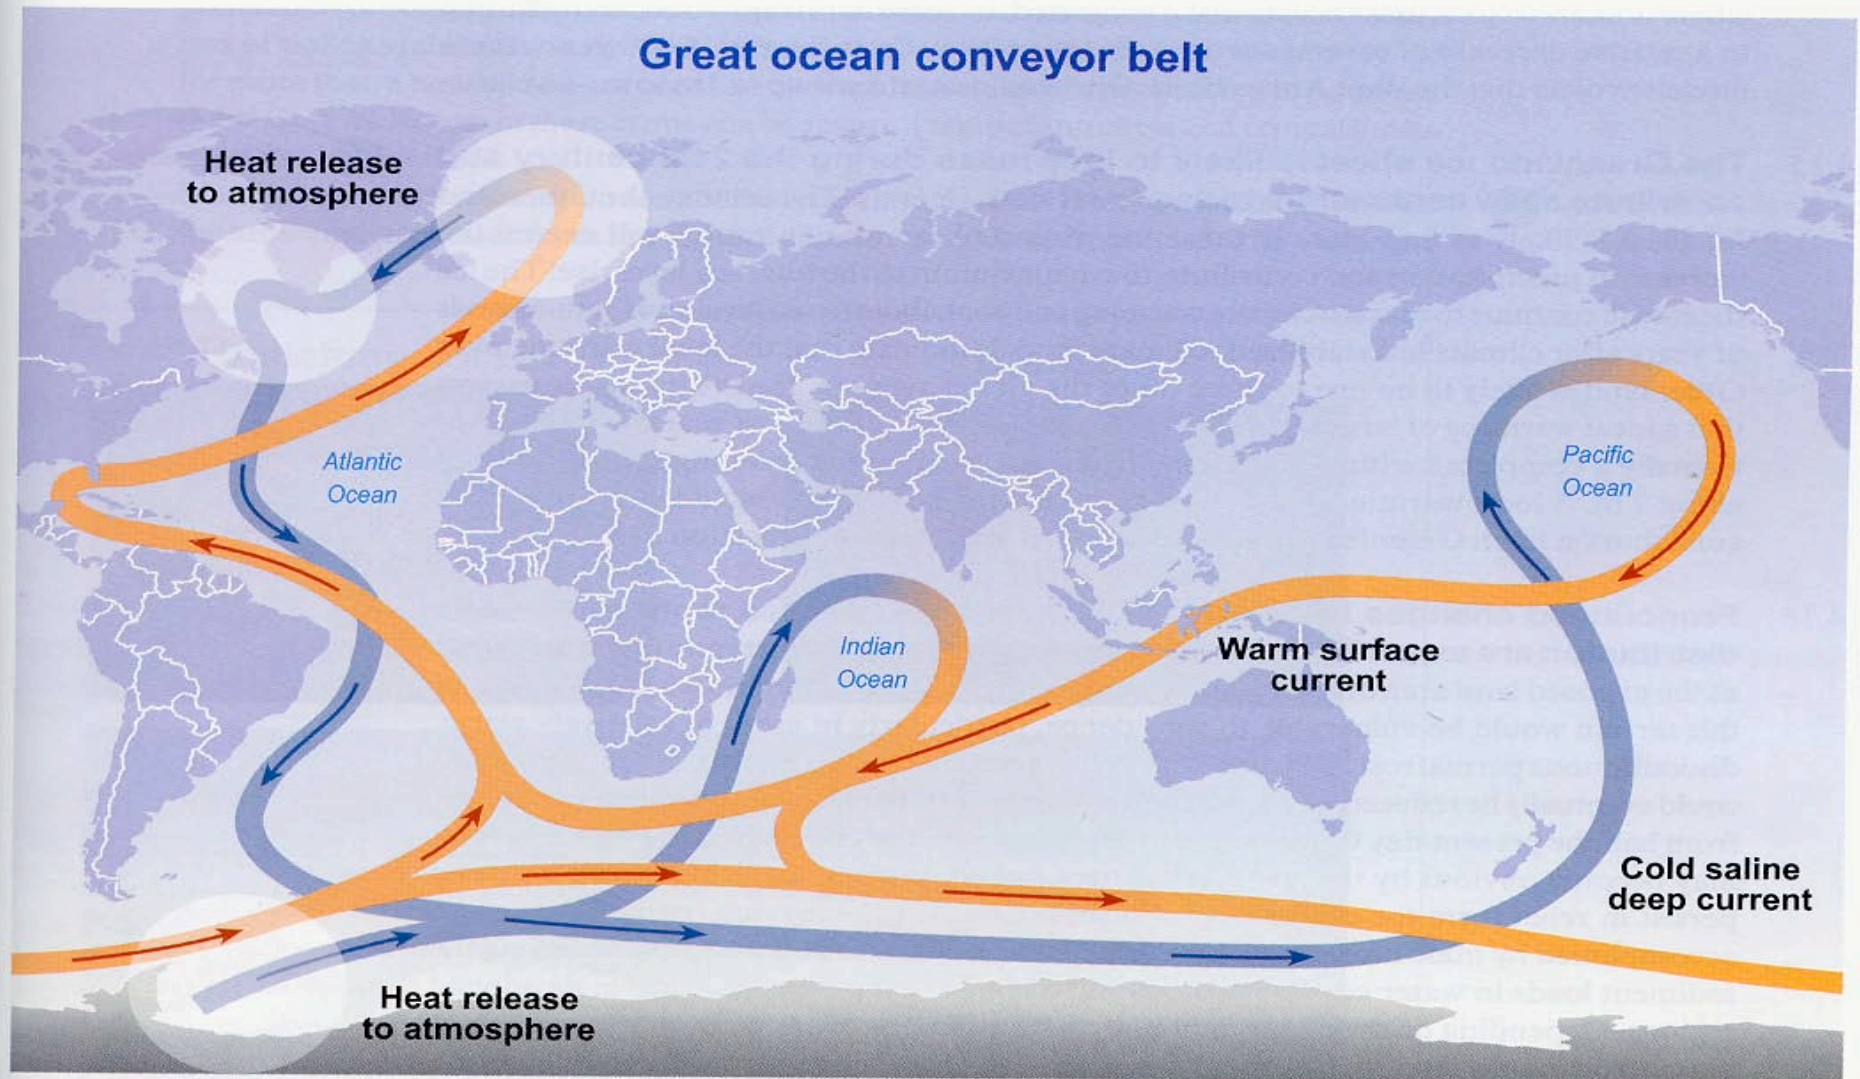 Great ocean conveyor belt
Heat release
to atmosphere
Atlantic
Ocean
Pacific
Ocean
Indian
Ocean
Warm surface
current
Cold saline
deep current
Heat release
to atmosphere